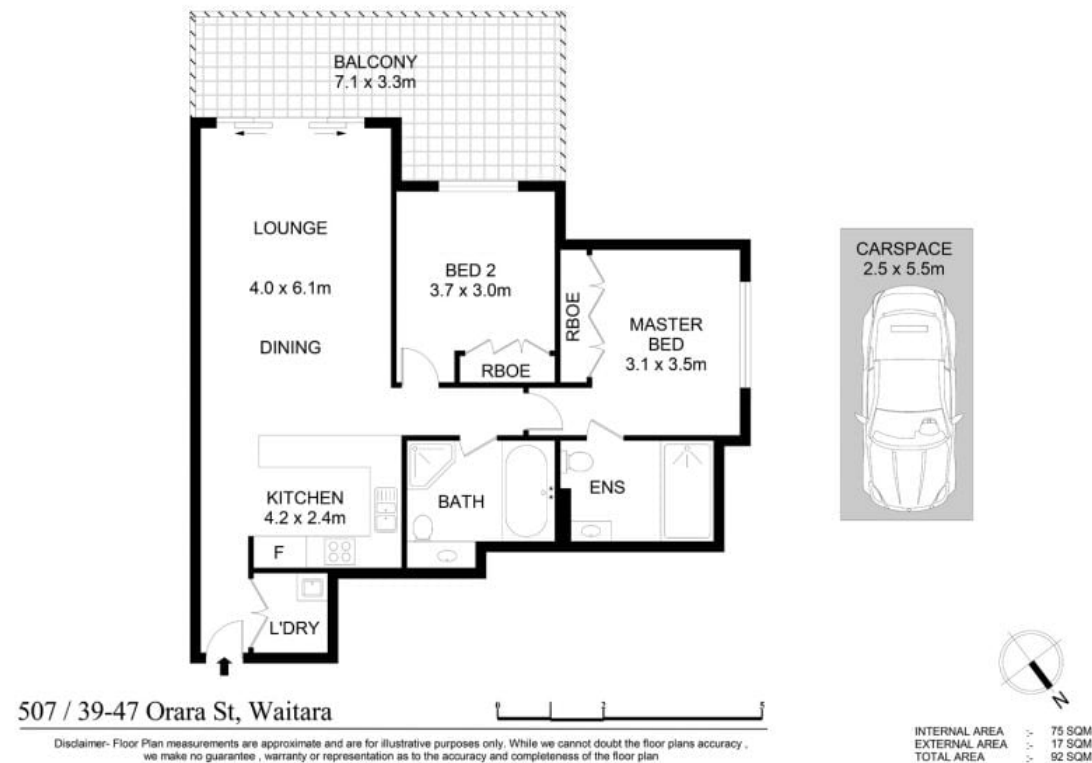 BALCONY
7.1 x 3.3m
LOUNGE
4.0 x 6.1m
DINING
BED 2
3.7 x 3.0m
RBOE
RBOE
MASTER
BED
3.1 x 3.5m
CARSPACE
2.5 x 5.5m
KITCHEN
4.2 x 2.4m
F
BATH
ENS
L'DRY
507 / 39-47 Orara St, Waitara
0 2 5
N
Disclaimer- Floor Plan measurements are approximate and are for illustrative purposes only. While we cannot doubt the floor plans accuracy ,
we make no guarantee , warranty or representation as to the accuracy and completeness of the floor plan
INTERNAL AREA :- 75 SQM
EXTERNAL AREA :- 17 SQM
TOTAL AREA :- 92 SQM